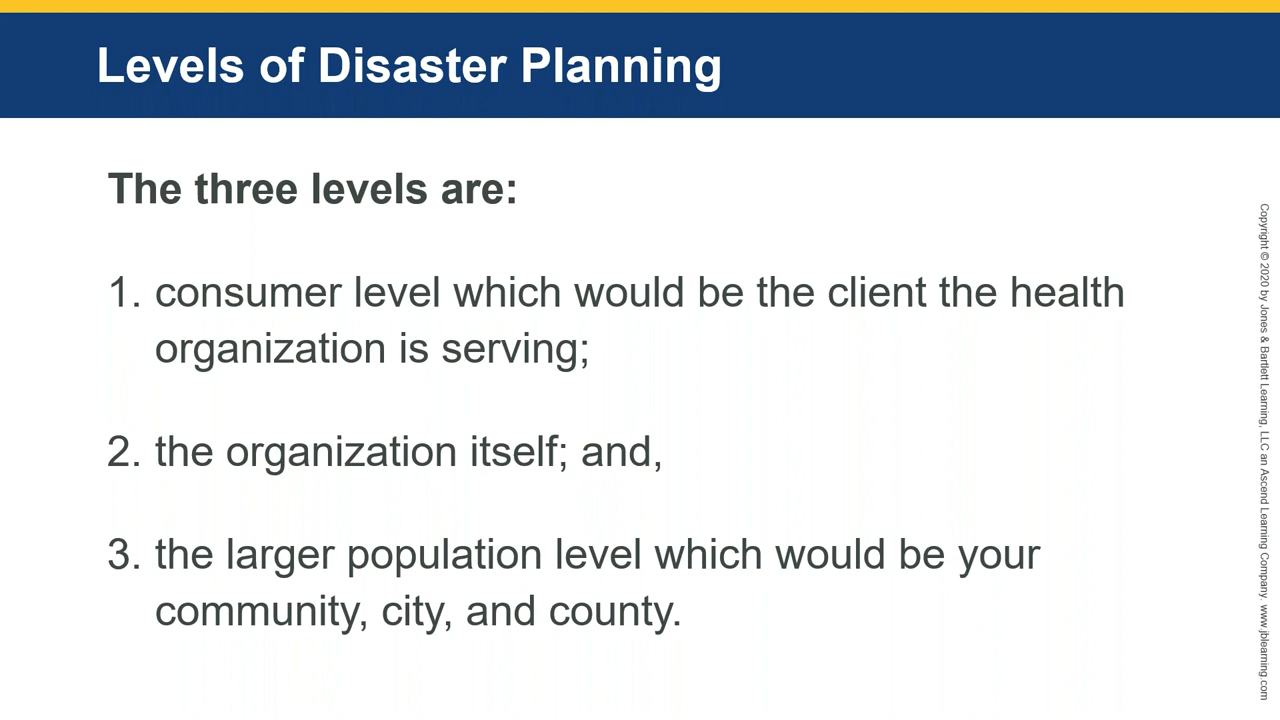 Levels of Disaster Planning
The three levels are:
1. consumer level which would be the client the health
organization is serving;
2. the organization itself; and,
3. the larger population level which would be your
community, city, and county.
Copyright © 2020 by Jones & Bartlett Learning, LLC an Ascend Learning Company. www.jblearning.com